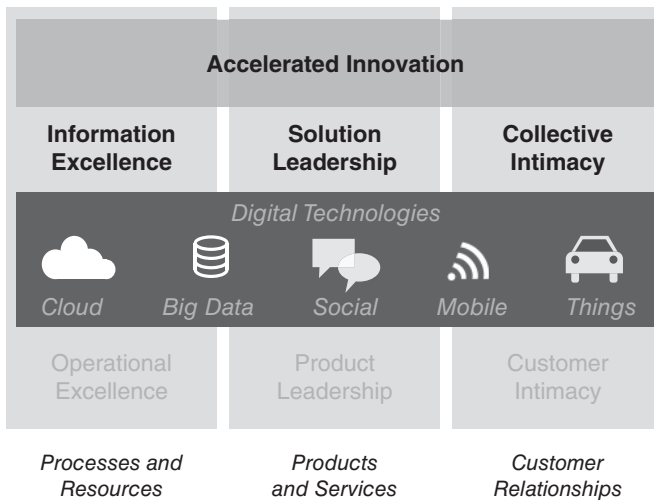 Accelerated Innovation
Information
Excellence
Solution
Leadership
Collective
Intimacy
Digital Technologies
Cloud
Big Data
Social
Mobile
Things
Operational
Excellence
Product
Leadership
Customer
Intimacy
Processes and
Resources
Products
and Services
Customer
Relationships